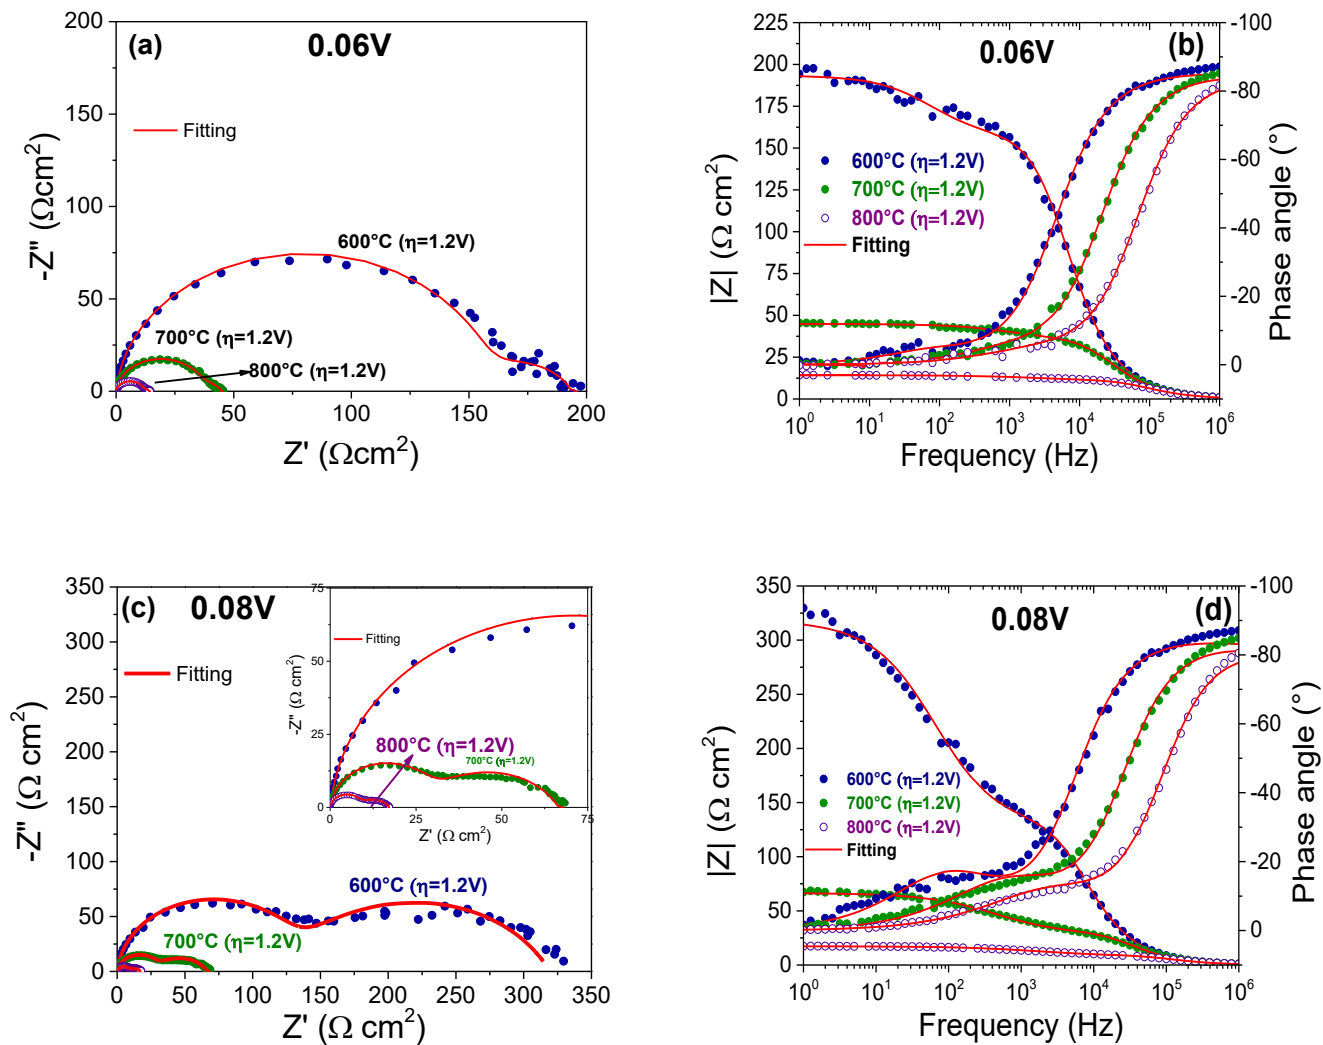 (a)
0.06V
200
150
100
50
0
Fitting
600°C (η=1.2V)
700°C (η=1.2V)
800°C (η=1.2V)
0
50
100
150
200
-Z" (Ωcm²)
Z' (Ωcm²)
(b)
0.06V
225
200
175
150
125
100
75
50
25
0
-100
-80
-60
-40
-20
0
600°C (η=1.2V)
700°C (η=1.2V)
800°C (η=1.2V)
Fitting
10⁰
10¹
10²
10³
10⁴
10⁵
10⁶
|Z| (Ω cm²)
Phase angle (°)
Frequency (Hz)
(c)
0.08V
350
300
250
200
150
100
50
0
Fitting
75
50
25
0
Fitting
800°C (η=1.2V)
700°C (η=1.2V)
0
25
50
75
-Z" (Ω cm²)
Z' (Ω cm²)
600°C (η=1.2V)
700°C (η=1.2V)
0
50
100
150
200
250
300
350
-Z" (Ω cm²)
Z' (Ω cm²)
(d)
0.08V
350
300
250
200
150
100
50
0
-100
-80
-60
-40
-20
0
600°C (η=1.2V)
700°C (η=1.2V)
800°C (η=1.2V)
Fitting
10⁰
10¹
10²
10³
10⁴
10⁵
10⁶
|Z| (Ω cm²)
Phase angle (°)
Frequency (Hz)